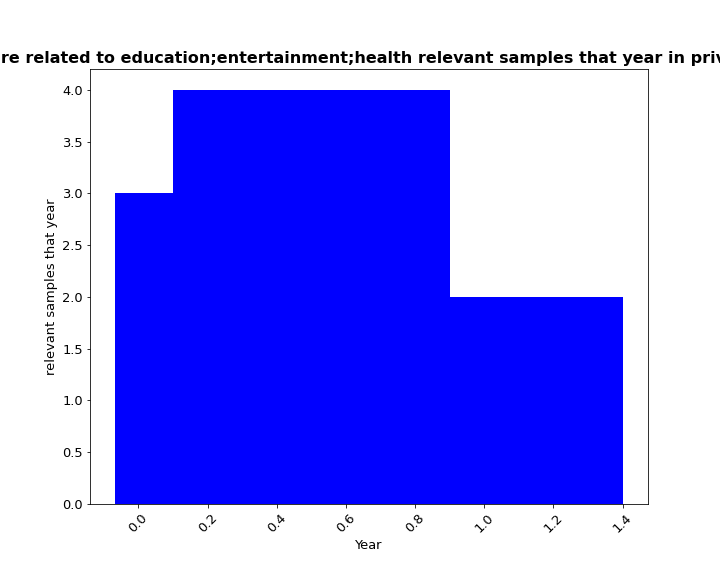 re related to education;entertainment;health relevant samples that year in priv
4.0
3.5
3.0
2.5
2.0
1.5
1.0
0.5
0.0
relevant samples that year
0.0 0.2 0.4 0.6 0.8 1.0 1.2 1.4
Year